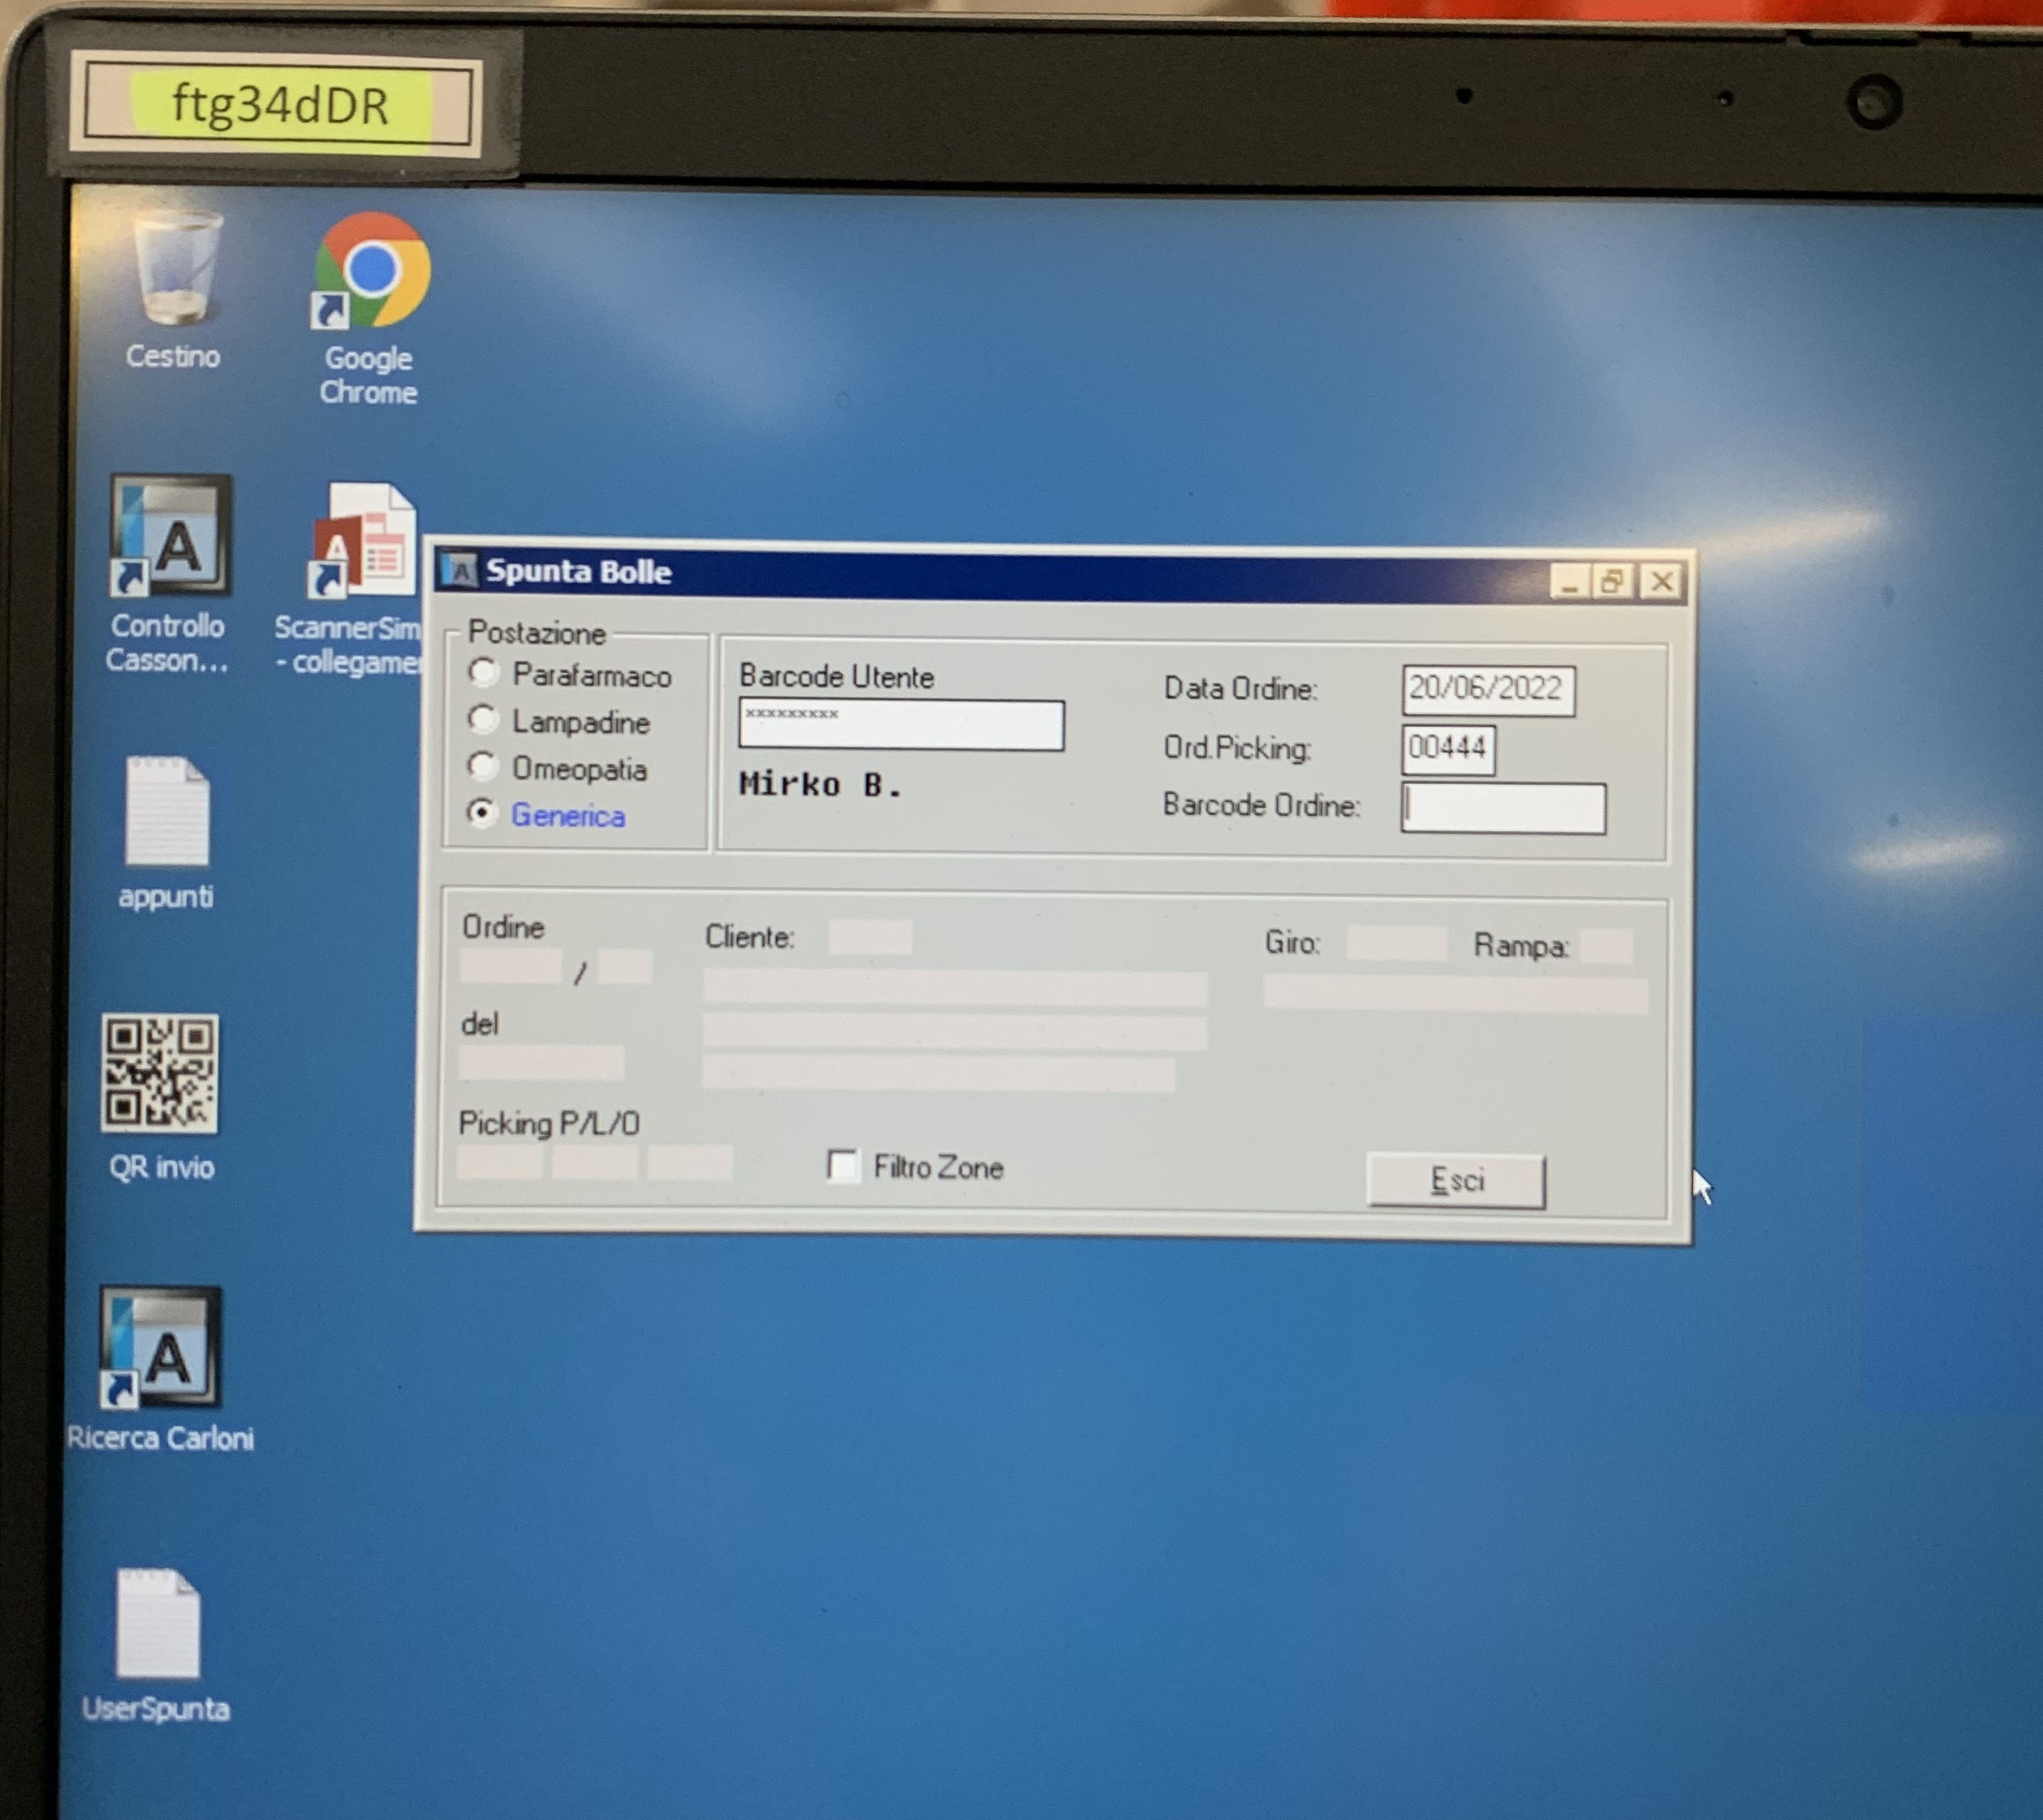 ftg34dDR
Cestino
Google
Chrome
Controllo
Casson...
ScannerSim
- collegame
appunti
QR invio
Ricerca Carloni
UserSpunta
Spunta Bolle
Postazione
Parafarmaco
Lampadine
Omeopatia
Generica
Barcode Utente
xxxxxxxxx
Mirko B.
Data Ordine: 20/06/2022
Ord.Picking: 00444
Barcode Ordine:
Ordine
/
del
Picking P/L/O
Cliente:
Giro: Rampa:
Filtro Zone
Esci